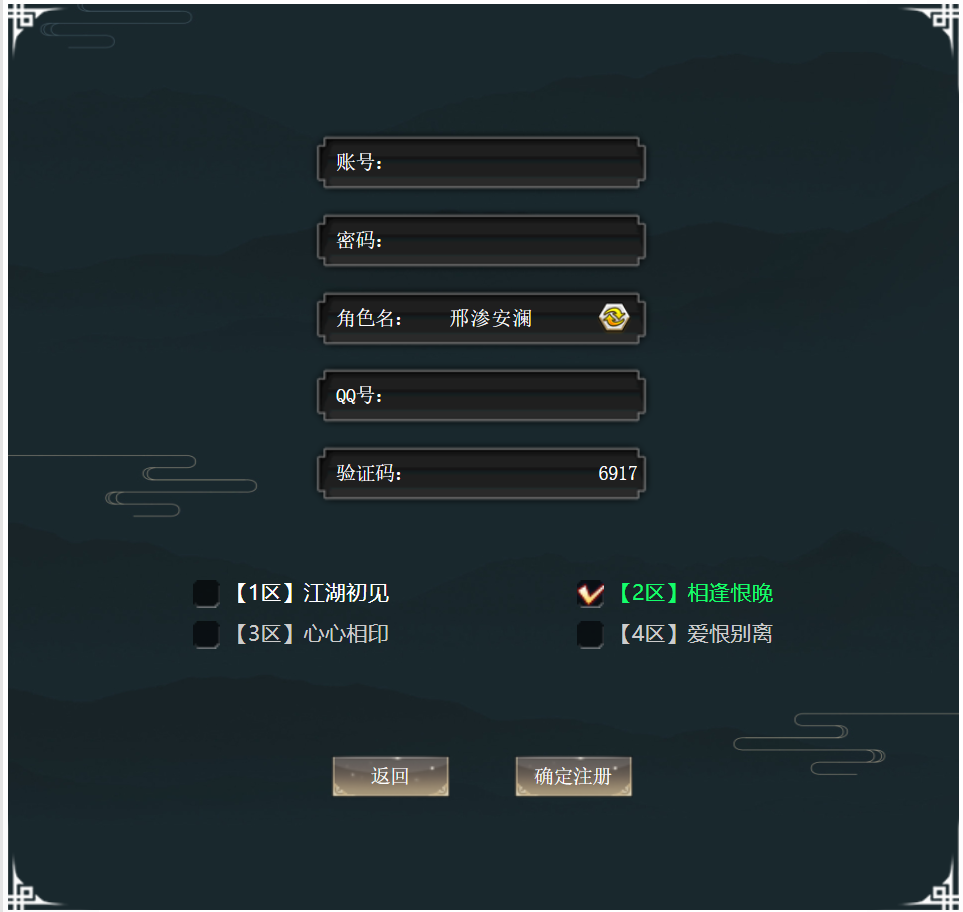 账号：
密码：
角色名： 邢渗安澜
QQ号：
验证码： 6917
【1区】江湖初见 【2区】相逢恨晚
【3区】心心相印 【4区】爱恨别离
返回 确定注册